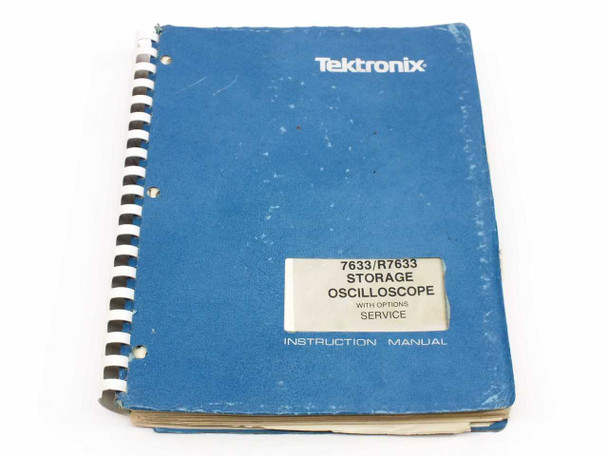 Tektronix
7633/R7633
STORAGE
OSCILLOSCOPE
WITH OPTIONS
SERVICE
INSTRUCTION MANUAL